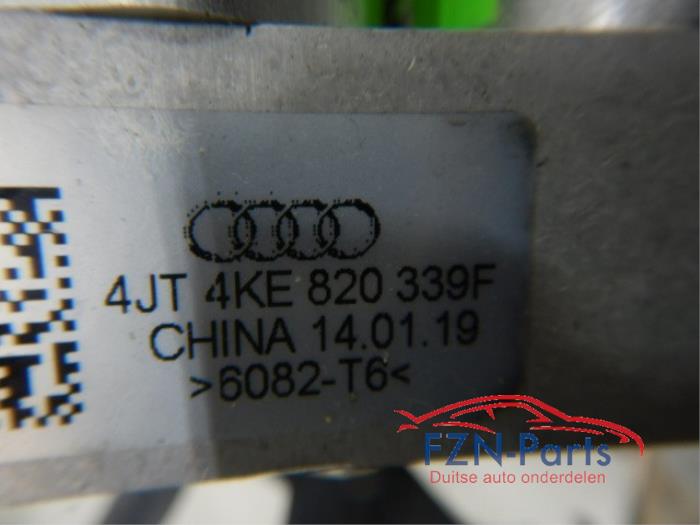 4JT 4KE 820 339F
CHINA 14.01.19
>6082-T6<
FZN-Parts
Duitse auto onderdelen